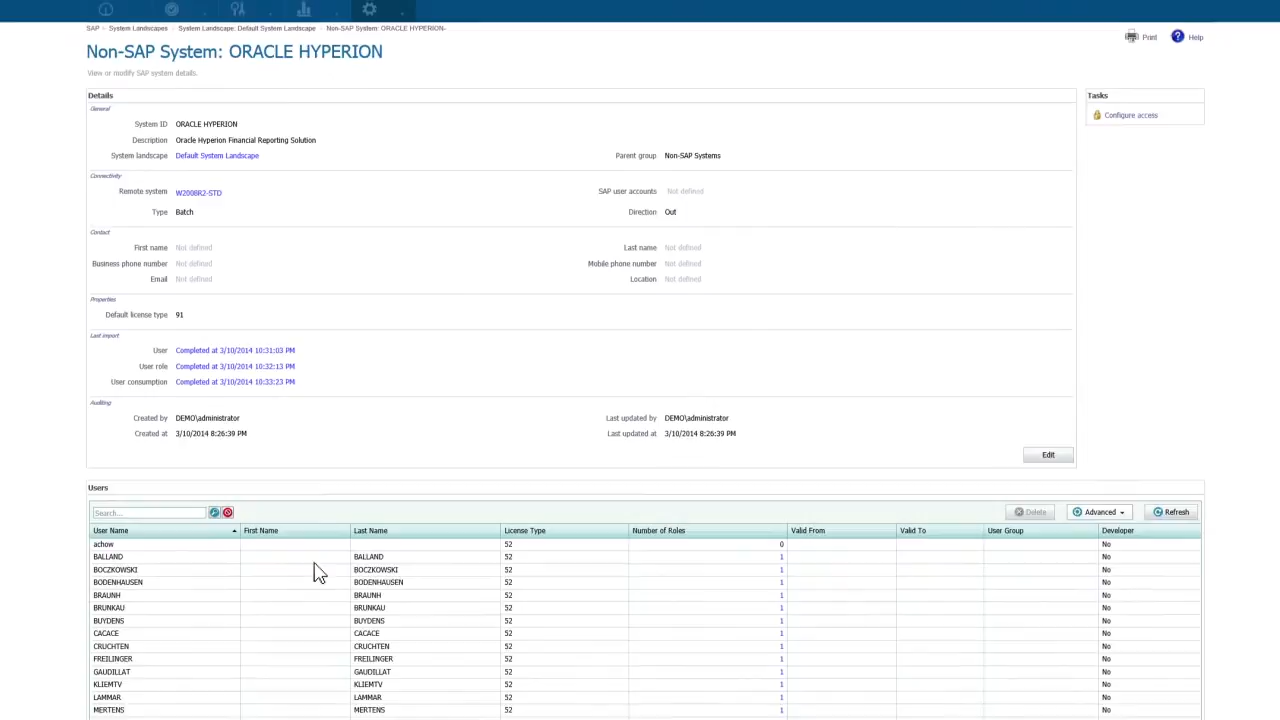 SAP › System Landscapes › System Landscape: Default System Landscape › Non-SAP System: ORACLE HYPERION-
Print Help
Non-SAP System: ORACLE HYPERION
View or modify SAP system details.
Details
General
System ID ORACLE HYPERION
Description Oracle Hyperion Financial Reporting Solution
System landscape Default System Landscape Parent group Non-SAP Systems
Connectivity
Remote system W2008R2-STD SAP user accounts Not defined
Type Batch Direction Out
Contact
First name Not defined Last name Not defined
Business phone number Not defined Mobile phone number Not defined
Email Not defined Location Not defined
Properties
Default license type 91
Last import
User Completed at 3/10/2014 10:31:03 PM
User role Completed at 3/10/2014 10:32:13 PM
User consumption Completed at 3/10/2014 10:33:23 PM
Auditing
Created by DEMO\administrator Last updated by DEMO\administrator
Created at 3/10/2014 8:26:39 PM Last updated at 3/10/2014 8:26:39 PM
Edit
Tasks
Configure access
Users
Search... Delete Advanced Refresh
User Name First Name Last Name License Type Number of Roles Valid From Valid To User Group Developer
achow 52 0 No
BALLAND BALLAND 52 1 No
BOCZKOWSKI BOCZKOWSKI 52 1 No
BODENHAUSEN BODENHAUSEN 52 1 No
BRAUNH BRAUNH 52 1 No
BRUNKAU BRUNKAU 52 1 No
BUYDENS BUYDENS 52 1 No
CACACE CACACE 52 1 No
CRUCHTEN CRUCHTEN 52 1 No
FREILINGER FREILINGER 52 1 No
GAUDILLAT GAUDILLAT 52 1 No
KLIEMTV KLIEMTV 52 1 No
LAMMAR LAMMAR 52 1 No
MERTENS MERTENS 52 1 No